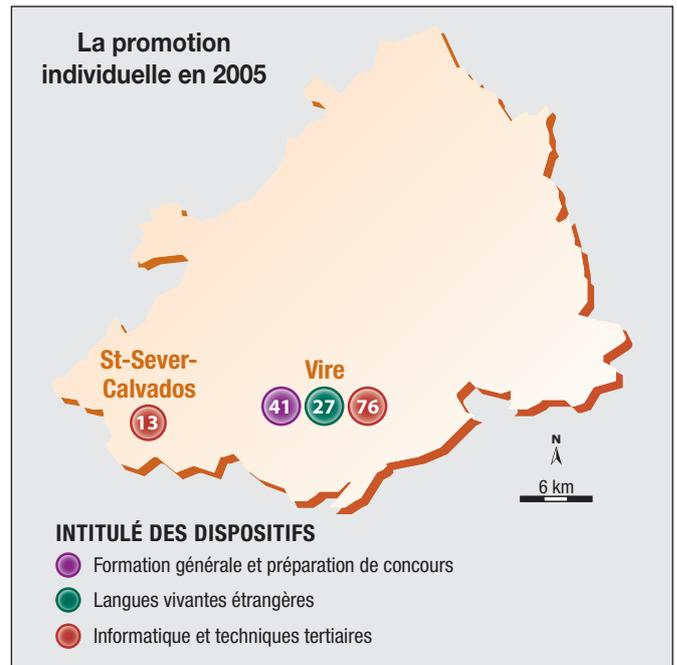 La promotion
individuelle en 2005
St-Sever-
Calvados
13
Vire
41 27 76
N
6 km
INTITULÉ DES DISPOSITIFS
Formation générale et préparation de concours
Langues vivantes étrangères
Informatique et techniques tertiaires